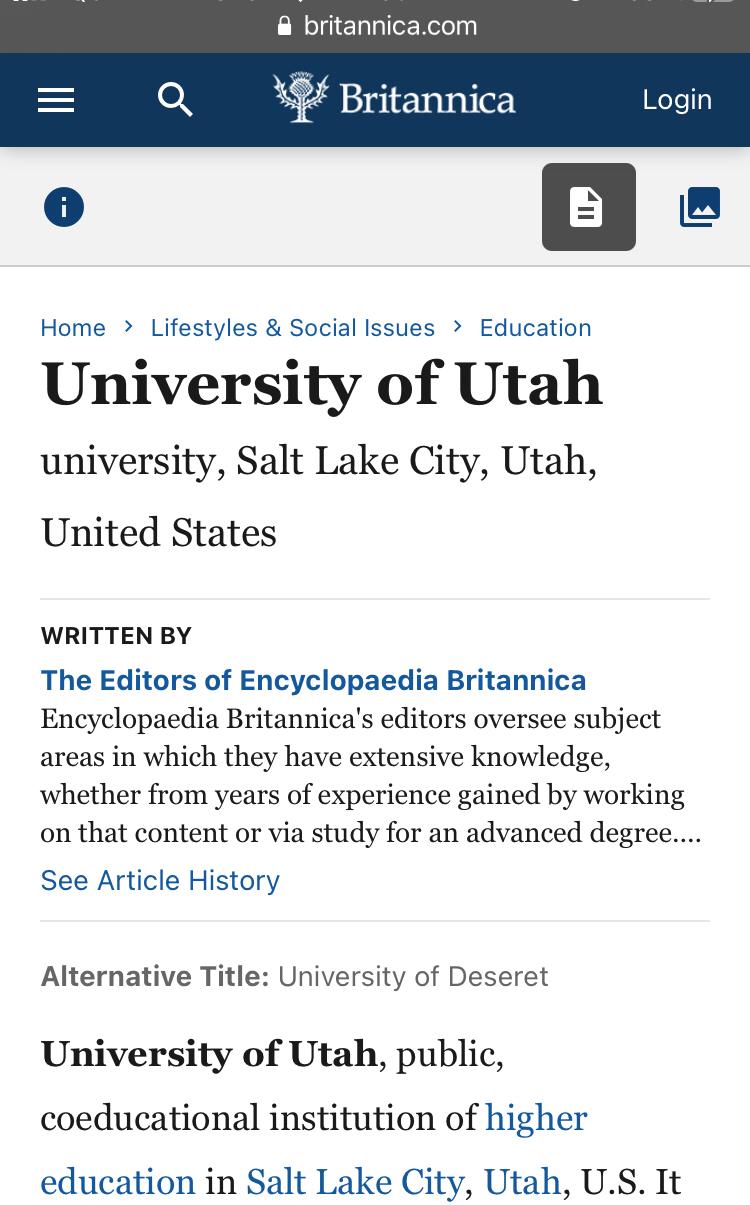 britannica.com
Britannica
Login
i
Home > Lifestyles & Social Issues > Education
University of Utah
university, Salt Lake City, Utah,
United States
WRITTEN BY
The Editors of Encyclopaedia Britannica
Encyclopaedia Britannica's editors oversee subject
areas in which they have extensive knowledge,
whether from years of experience gained by working
on that content or via study for an advanced degree....
See Article History
Alternative Title: University of Deseret
University of Utah, public,
coeducational institution of higher
education in Salt Lake City, Utah, U.S. It